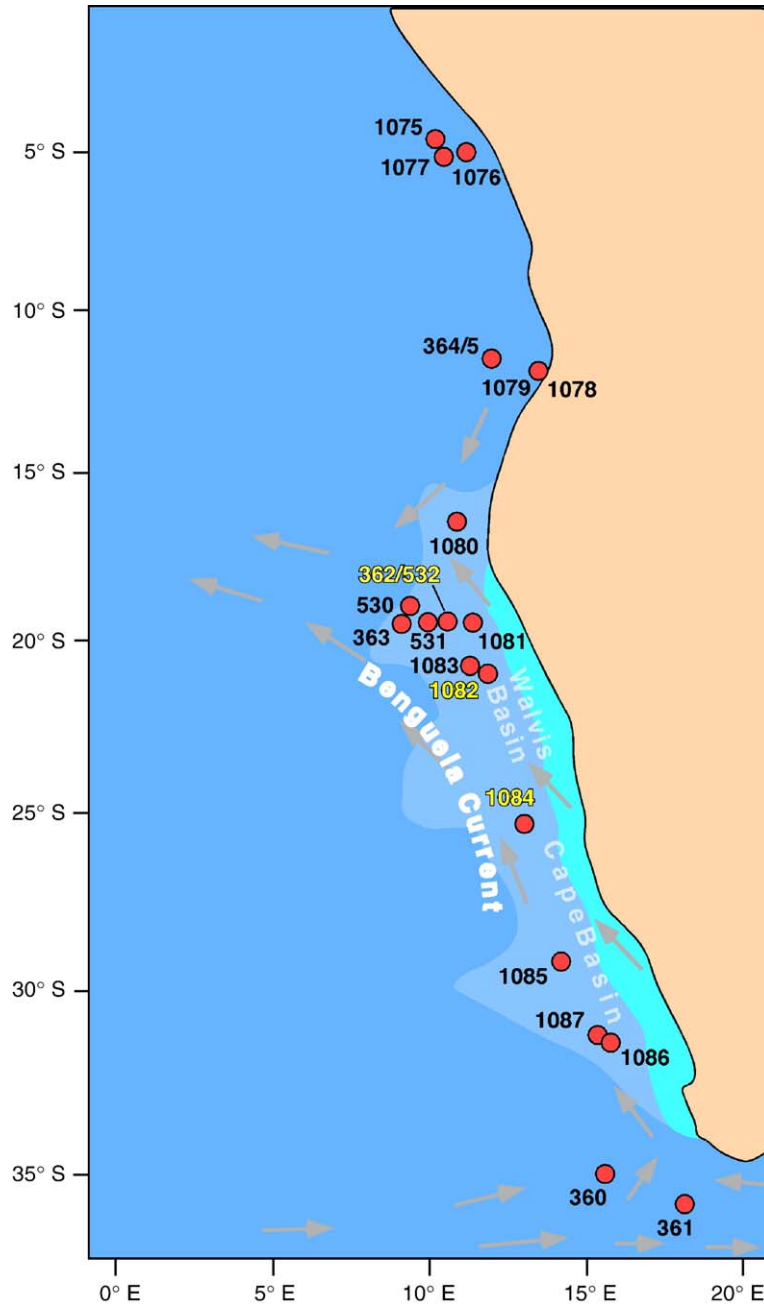 1075
5° S
1077
1076
10° S
364/5
1079
1078
15° S
1080
362/532
530
363
531
1081
20° S
1083
1082
Walvis
Basin
Benguela Current
1084
25° S
Cape Basin
1085
30° S
1087
1086
35° S
360
361
0° E
5° E
10° E
15° E
20° E